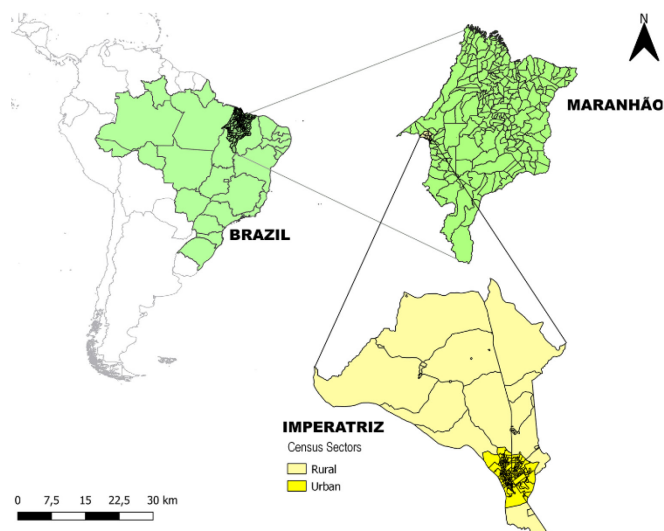 N
MARANHÃO
BRAZIL
IMPERATRIZ
Census Sectors
Rural
Urban
0 7,5 15 22,5 30 km